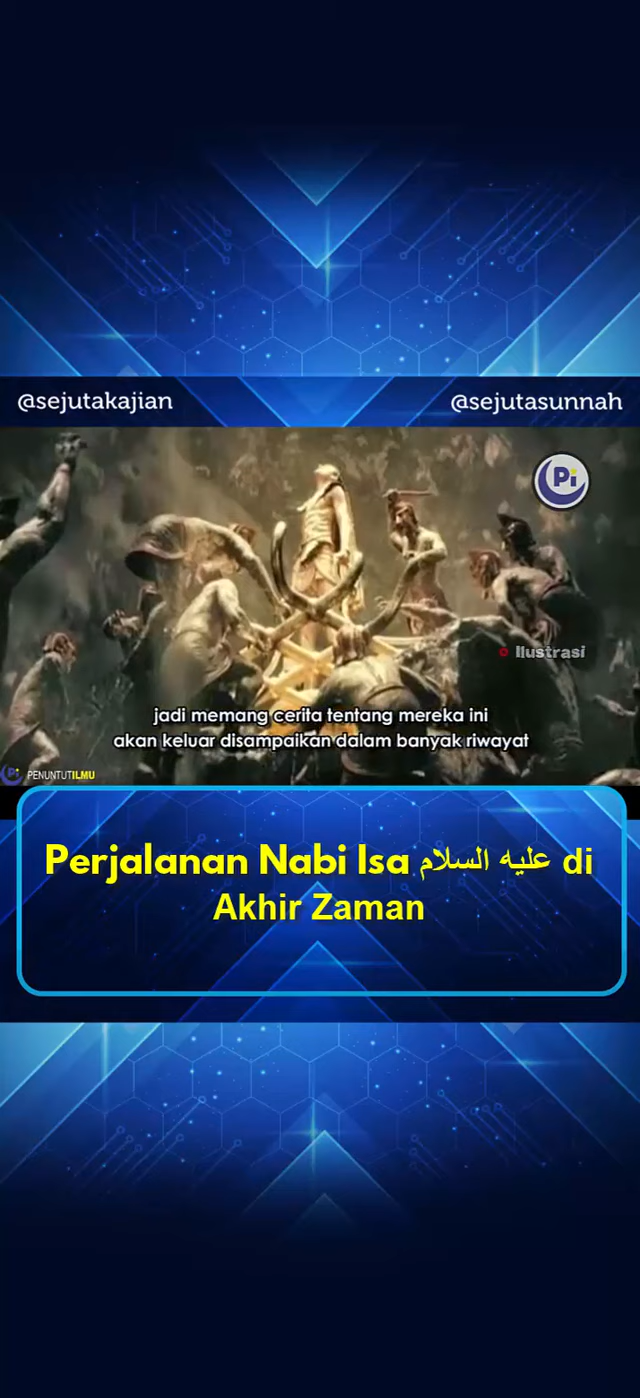 @sejutakajian
@sejutasunnah
Pi
Ilustrasi
jadi memang cerita tentang mereka ini
akan keluar disampaikan dalam banyak riwayat
Pi PENUNTUTILMU
Perjalanan Nabi Isa عليه السلام di
Akhir Zaman